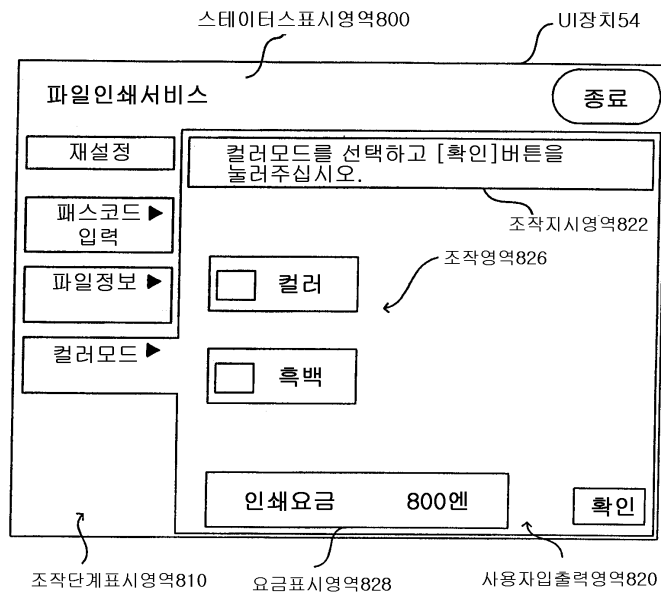 스테이터스표시영역800
UI장치54
파일인쇄서비스
종료
재설정
컬러모드를 선택하고 [확인]버튼을
눌러주십시오.
패스코드▶
입력
조작지시영역822
파일정보▶
조작영역826
컬러
컬러모드▶
흑백
인쇄요금 800엔
확인
조작단계표시영역810
요금표시영역828
사용자입출력영역820